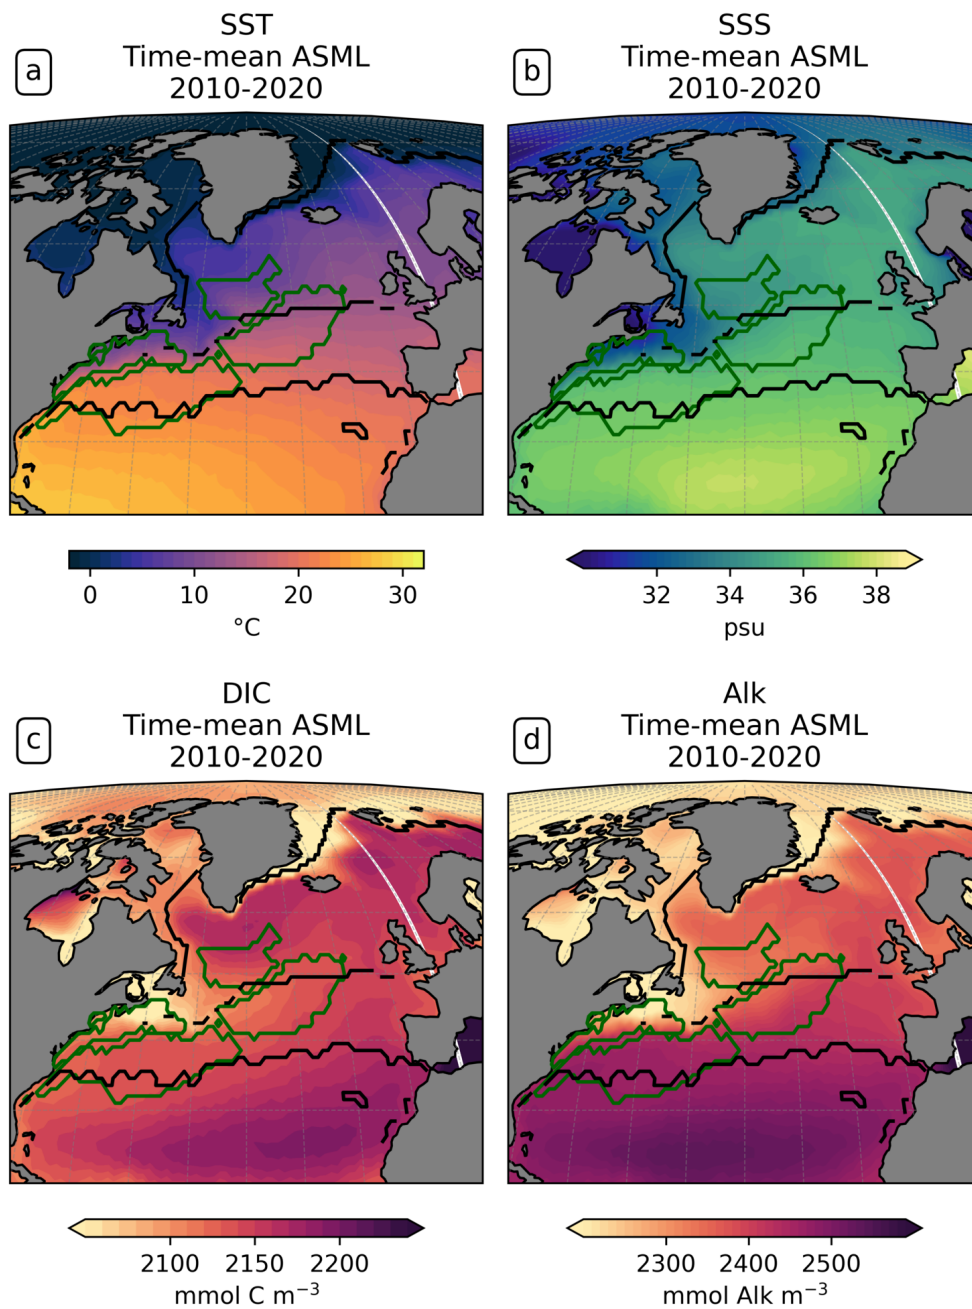 SST
Time-mean ASML
2010-2020
a
SSS
Time-mean ASML
2010-2020
b
0 10 20 30
°C
32 34 36 38
psu
DIC
Time-mean ASML
2010-2020
c
Alk
Time-mean ASML
2010-2020
d
2100 2150 2200
mmol C m⁻³
2300 2400 2500
mmol Alk m⁻³